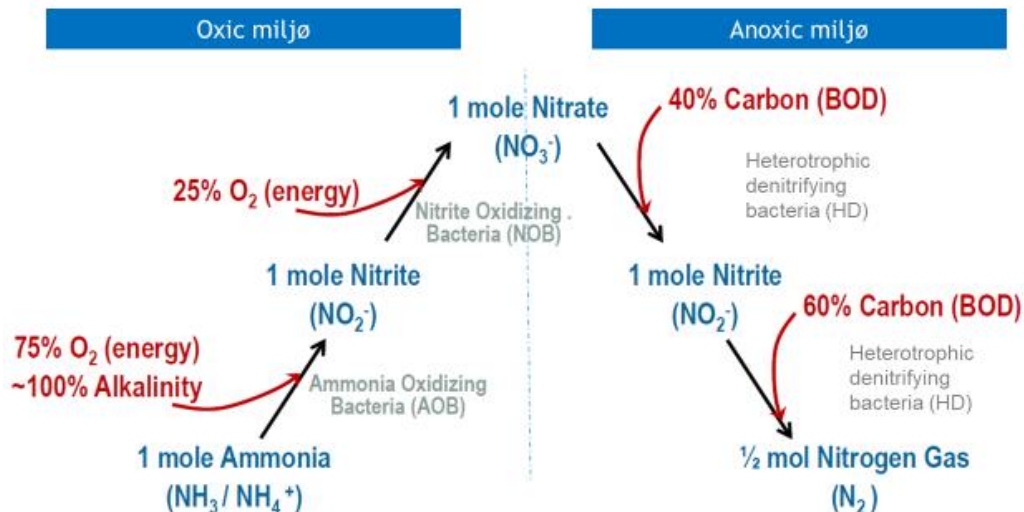 Oxic miljø
Anoxic miljø
1 mole Nitrate
(NO₃⁻)
40% Carbon (BOD)
25% O₂ (energy)
Heterotrophic
denitrifying
bacteria (HD)
Nitrite Oxidizing .
Bacteria (NOB)
1 mole Nitrite
(NO₂⁻)
1 mole Nitrite
(NO₂⁻)
60% Carbon (BOD)
75% O₂ (energy)
~100% Alkalinity
Ammonia Oxidizing
Bacteria (AOB)
Heterotrophic
denitrifying
bacteria (HD)
1 mole Ammonia
(NH₃ / NH₄⁺)
½ mol Nitrogen Gas
(N₂)